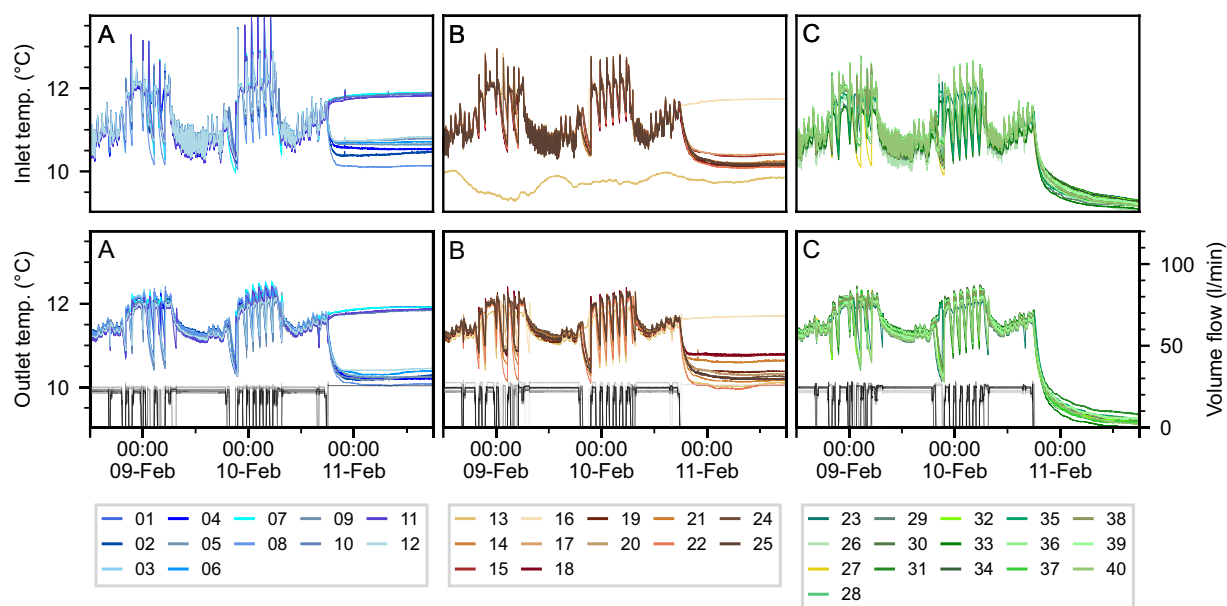 A B C
Inlet temp. (°C)
12
10
A B C
Outlet temp. (°C)
12
10
100
50
0
Volume flow (l/min)
00:00 00:00 00:00 00:00 00:00 00:00 00:00 00:00 00:00
09-Feb 10-Feb 11-Feb 09-Feb 10-Feb 11-Feb 09-Feb 10-Feb 11-Feb
01 04 07 09 11
02 05 08 10 12
03 06
13 16 19 21 24
14 17 20 22 25
15 18
23 29 32 35 38
26 30 33 36 39
27 31 34 37 40
28